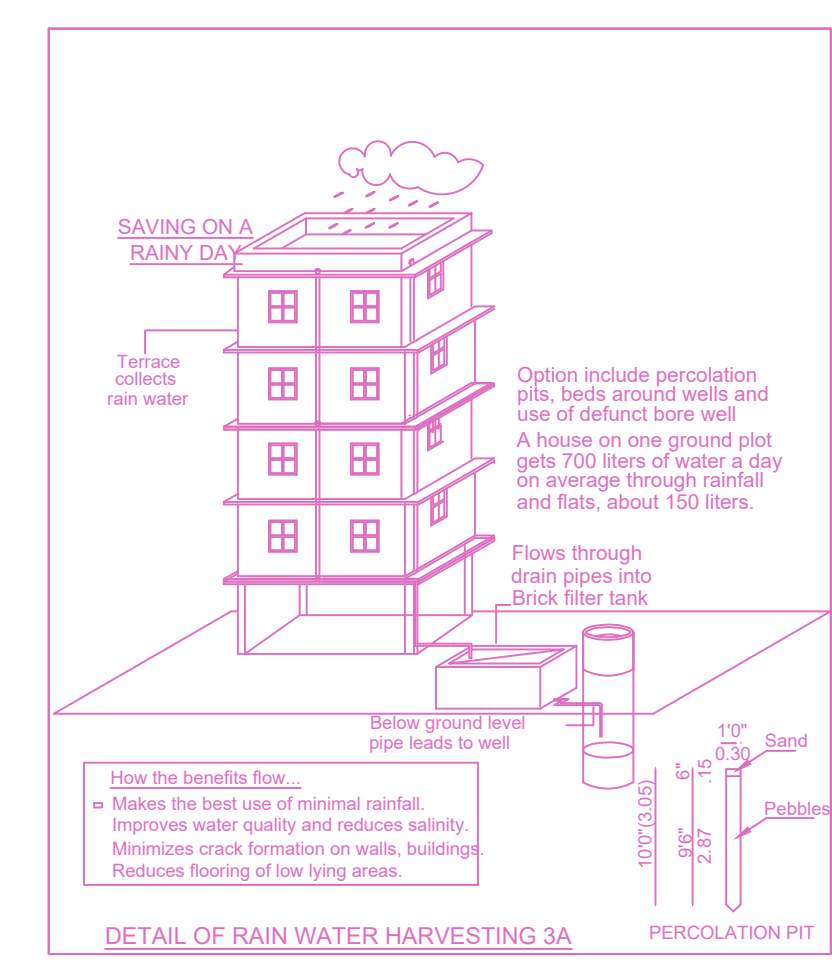 SAVING ON A
RAINY DAY
Terrace
collects
rain water
Option include percolation
pits, beds around wells and
use of defunct bore well
A house on one ground plot
gets 700 liters of water a day
on average through rainfall
and flats, about 150 liters.
Flows through
drain pipes into
Brick filter tank
Below ground level
pipe leads to well
1'0"
0.30
Sand
6"
.15
Pebbles
10'0"(3.05)
9'6"
2.87
How the benefits flow...
Makes the best use of minimal rainfall.
Improves water quality and reduces salinity.
Minimizes crack formation on walls, buildings.
Reduces flooring of low lying areas.
DETAIL OF RAIN WATER HARVESTING 3A
PERCOLATION PIT